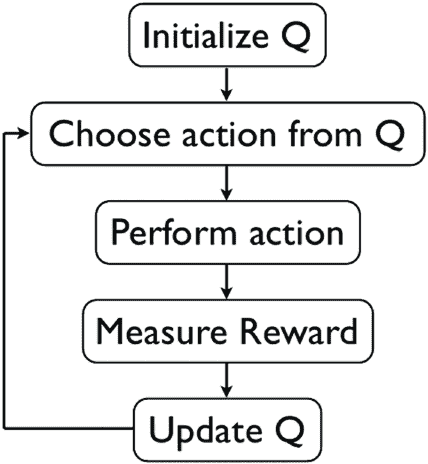 Initialize Q
Choose action from Q
Perform action
Measure Reward
Update Q